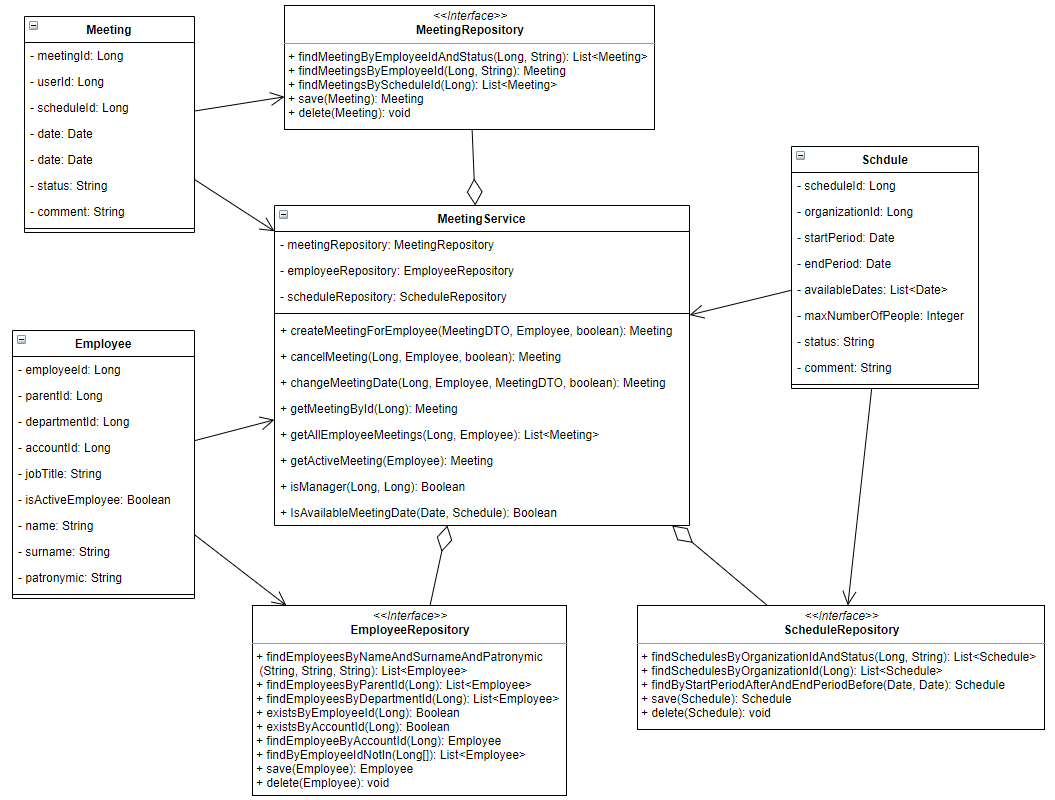 Meeting
- meetingId: Long
- userId: Long
- scheduleId: Long
- date: Date
- date: Date
- status: String
- comment: String
<<Interface>>
MeetingRepository
+ findMeetingByEmployeeIdAndStatus(Long, String): List<Meeting>
+ findMeetingsByEmployeeId(Long, String): Meeting
+ findMeetingsByScheduleId(Long): List<Meeting>
+ save(Meeting): Meeting
+ delete(Meeting): void
Schdule
- scheduleId: Long
- organizationId: Long
- startPeriod: Date
- endPeriod: Date
- availableDates: List<Date>
- maxNumberOfPeople: Integer
- status: String
- comment: String
MeetingService
- meetingRepository: MeetingRepository
- employeeRepository: EmployeeRepository
- scheduleRepository: ScheduleRepository
+ createMeetingForEmployee(MeetingDTO, Employee, boolean): Meeting
+ cancelMeeting(Long, Employee, boolean): Meeting
+ changeMeetingDate(Long, Employee, MeetingDTO, boolean): Meeting
+ getMeetingById(Long): Meeting
+ getAllEmployeeMeetings(Long, Employee): List<Meeting>
+ getActiveMeeting(Employee): Meeting
+ isManager(Long, Long): Boolean
+ IsAvailableMeetingDate(Date, Schedule): Boolean
Employee
- employeeId: Long
- parentId: Long
- departmentId: Long
- accountId: Long
- jobTitle: String
- isActiveEmployee: Boolean
- name: String
- surname: String
- patronymic: String
<<Interface>>
EmployeeRepository
+ findEmployeesByNameAndSurnameAndPatronymic
(String, String, String): List<Employee>
+ findEmployeesByParentId(Long): List<Employee>
+ findEmployeesByDepartmentId(Long): List<Employee>
+ existsByEmployeeId(Long): Boolean
+ existsByAccountId(Long): Boolean
+ findEmployeeByAccountId(Long): Employee
+ findByEmployeeIdNotIn(Long[]): List<Employee>
+ save(Employee): Employee
+ delete(Employee): void
<<Interface>>
ScheduleRepository
+ findSchedulesByOrganizationIdAndStatus(Long, String): List<Schedule>
+ findSchedulesByOrganizationId(Long): List<Schedule>
+ findByStartPeriodAfterAndEndPeriodBefore(Date, Date): Schedule
+ save(Schedule): Schedule
+ delete(Schedule): void